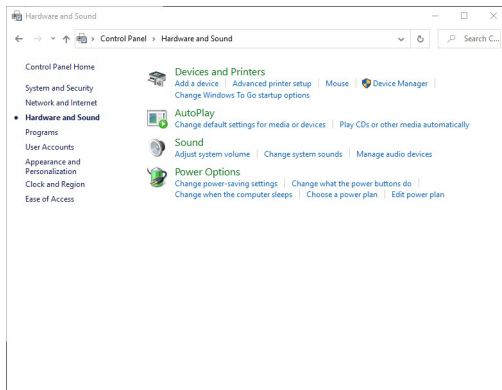 Hardware and Sound
Control Panel > Hardware and Sound
Search C...
Control Panel Home
System and Security
Network and Internet
Hardware and Sound
Programs
User Accounts
Appearance and
Personalization
Clock and Region
Ease of Access
Devices and Printers
Add a device | Advanced printer setup | Mouse | Device Manager |
Change Windows To Go startup options
AutoPlay
Change default settings for media or devices | Play CDs or other media automatically
Sound
Adjust system volume | Change system sounds | Manage audio devices
Power Options
Change power-saving settings | Change what the power buttons do |
Change when the computer sleeps | Choose a power plan | Edit power plan